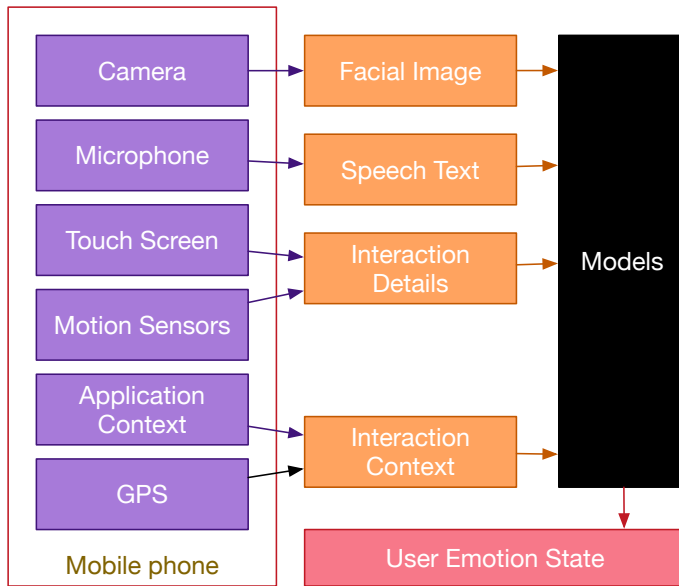 Camera
Facial Image
Microphone
Speech Text
Touch Screen
Interaction
Details
Models
Motion Sensors
Application
Context
Interaction
Context
GPS
Mobile phone
User Emotion State